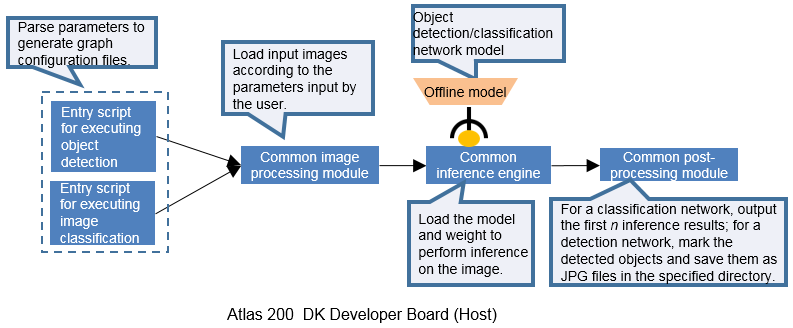 Parse parameters to
generate graph
configuration files.
Entry script
for executing
object
detection
Entry script
for executing
image
classification
Load input images
according to the
parameters input by
the user.
Common image
processing module
Object
detection/classification
network model
Offline model
Common
inference engine
Load the model
and weight to
perform inference
on the image.
Common post-
processing module
For a classification network, output
the first n inference results; for a
detection network, mark the
detected objects and save them as
JPG files in the specified directory.
Atlas 200 DK Developer Board (Host)